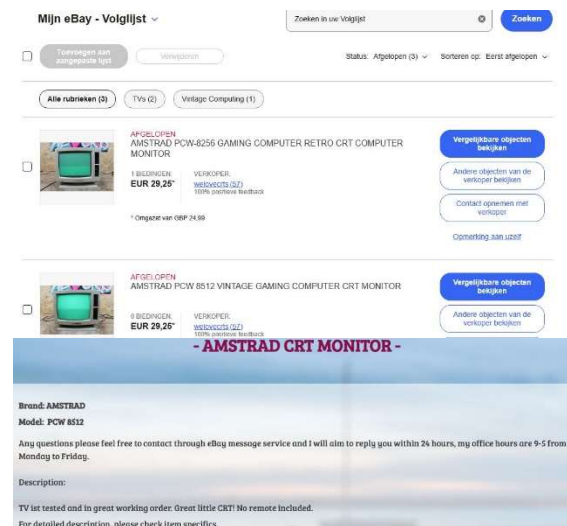 Mijn eBay - Volglijst
Zoeken in uw Volglijst
Zoeken
Toevoegen aan
aangepaste lijst
Verwijderen
Status: Afgelopen (3)
Sorteren op: Eerst afgelopen
Alle rubrieken (3)
TVs (2)
Vintage Computing (1)
AFGELOPEN
AMSTRAD PCW-8256 GAMING COMPUTER RETRO CRT COMPUTER
MONITOR
1 BIEDINGEN
EUR 29,25*
VERKOPER:
welovecrts (57)
100% positieve feedback
* Omgezet van GBP 24,99
Vergelijkbare objecten
bekijken
Andere objecten van de
verkoper bekijken
Contact opnemen met
verkoper
Opmerking aan uzelf
AFGELOPEN
AMSTRAD PCW 8512 VINTAGE GAMING COMPUTER CRT MONITOR
0 BIEDINGEN
EUR 29,26*
VERKOPER:
welovecrts (57)
100% positieve feedback
Vergelijkbare objecten
bekijken
Andere objecten van de
verkoper bekijken
- AMSTRAD CRT MONITOR -
Brand: AMSTRAD
Model: PCW 8512
Any questions please feel free to contact through eBay message service and I will aim to reply you within 24 hours, my office hours are 9-5 from
Monday to Friday.
Description:
TV ist tested and in great working order. Great little CRT! No remote included.
For detailed description, please check item specifics.